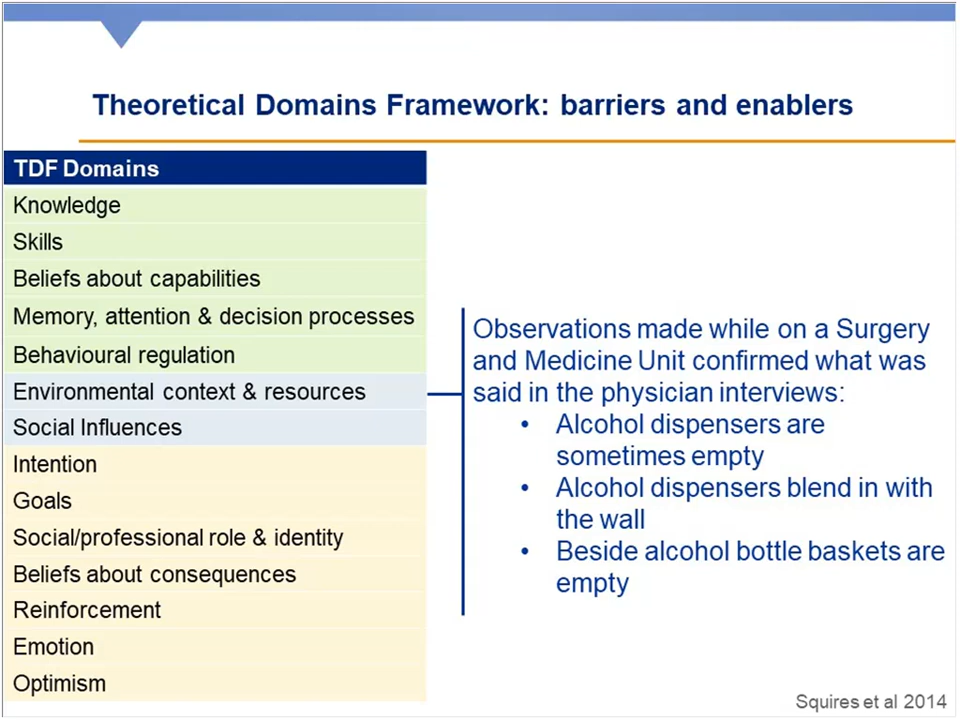 Theoretical Domains Framework: barriers and enablers
TDF Domains
Knowledge
Skills
Beliefs about capabilities
Memory, attention & decision processes
Behavioural regulation
Environmental context & resources
Social Influences
Intention
Goals
Social/professional role & identity
Beliefs about consequences
Reinforcement
Emotion
Optimism
Observations made while on a Surgery
and Medicine Unit confirmed what was
said in the physician interviews:
• Alcohol dispensers are
sometimes empty
• Alcohol dispensers blend in with
the wall
• Beside alcohol bottle baskets are
empty
Squires et al 2014